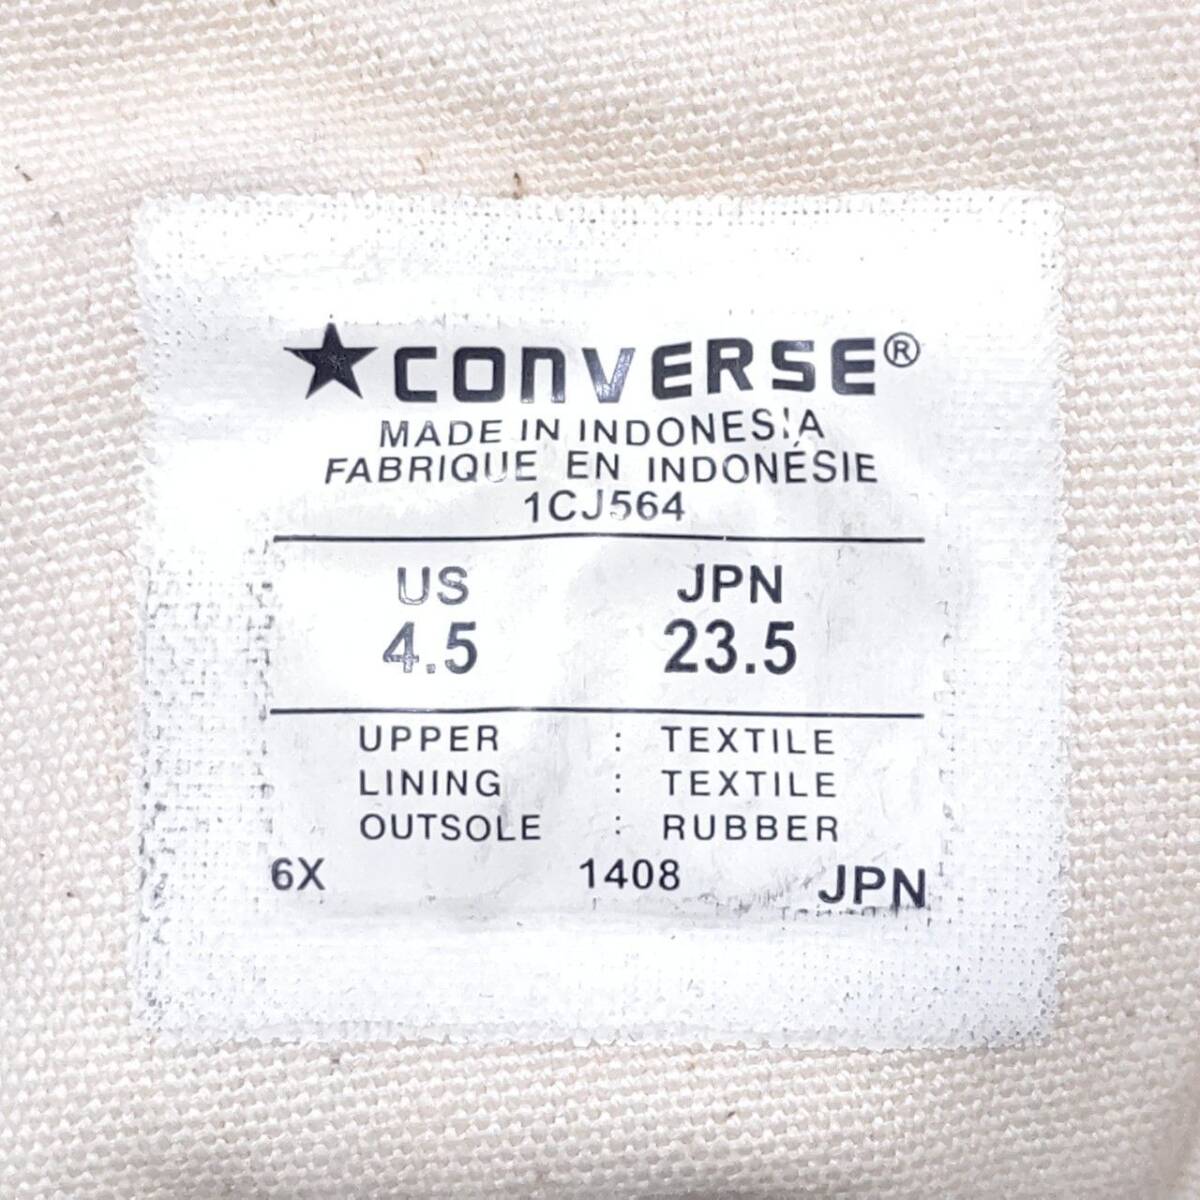 ★CONVERSE®
MADE IN INDONESIA
FABRIQUE EN INDONÉSIE
1CJ564
US JPN
4.5 23.5
UPPER : TEXTILE
LINING : TEXTILE
OUTSOLE : RUBBER
6X 1408 JPN